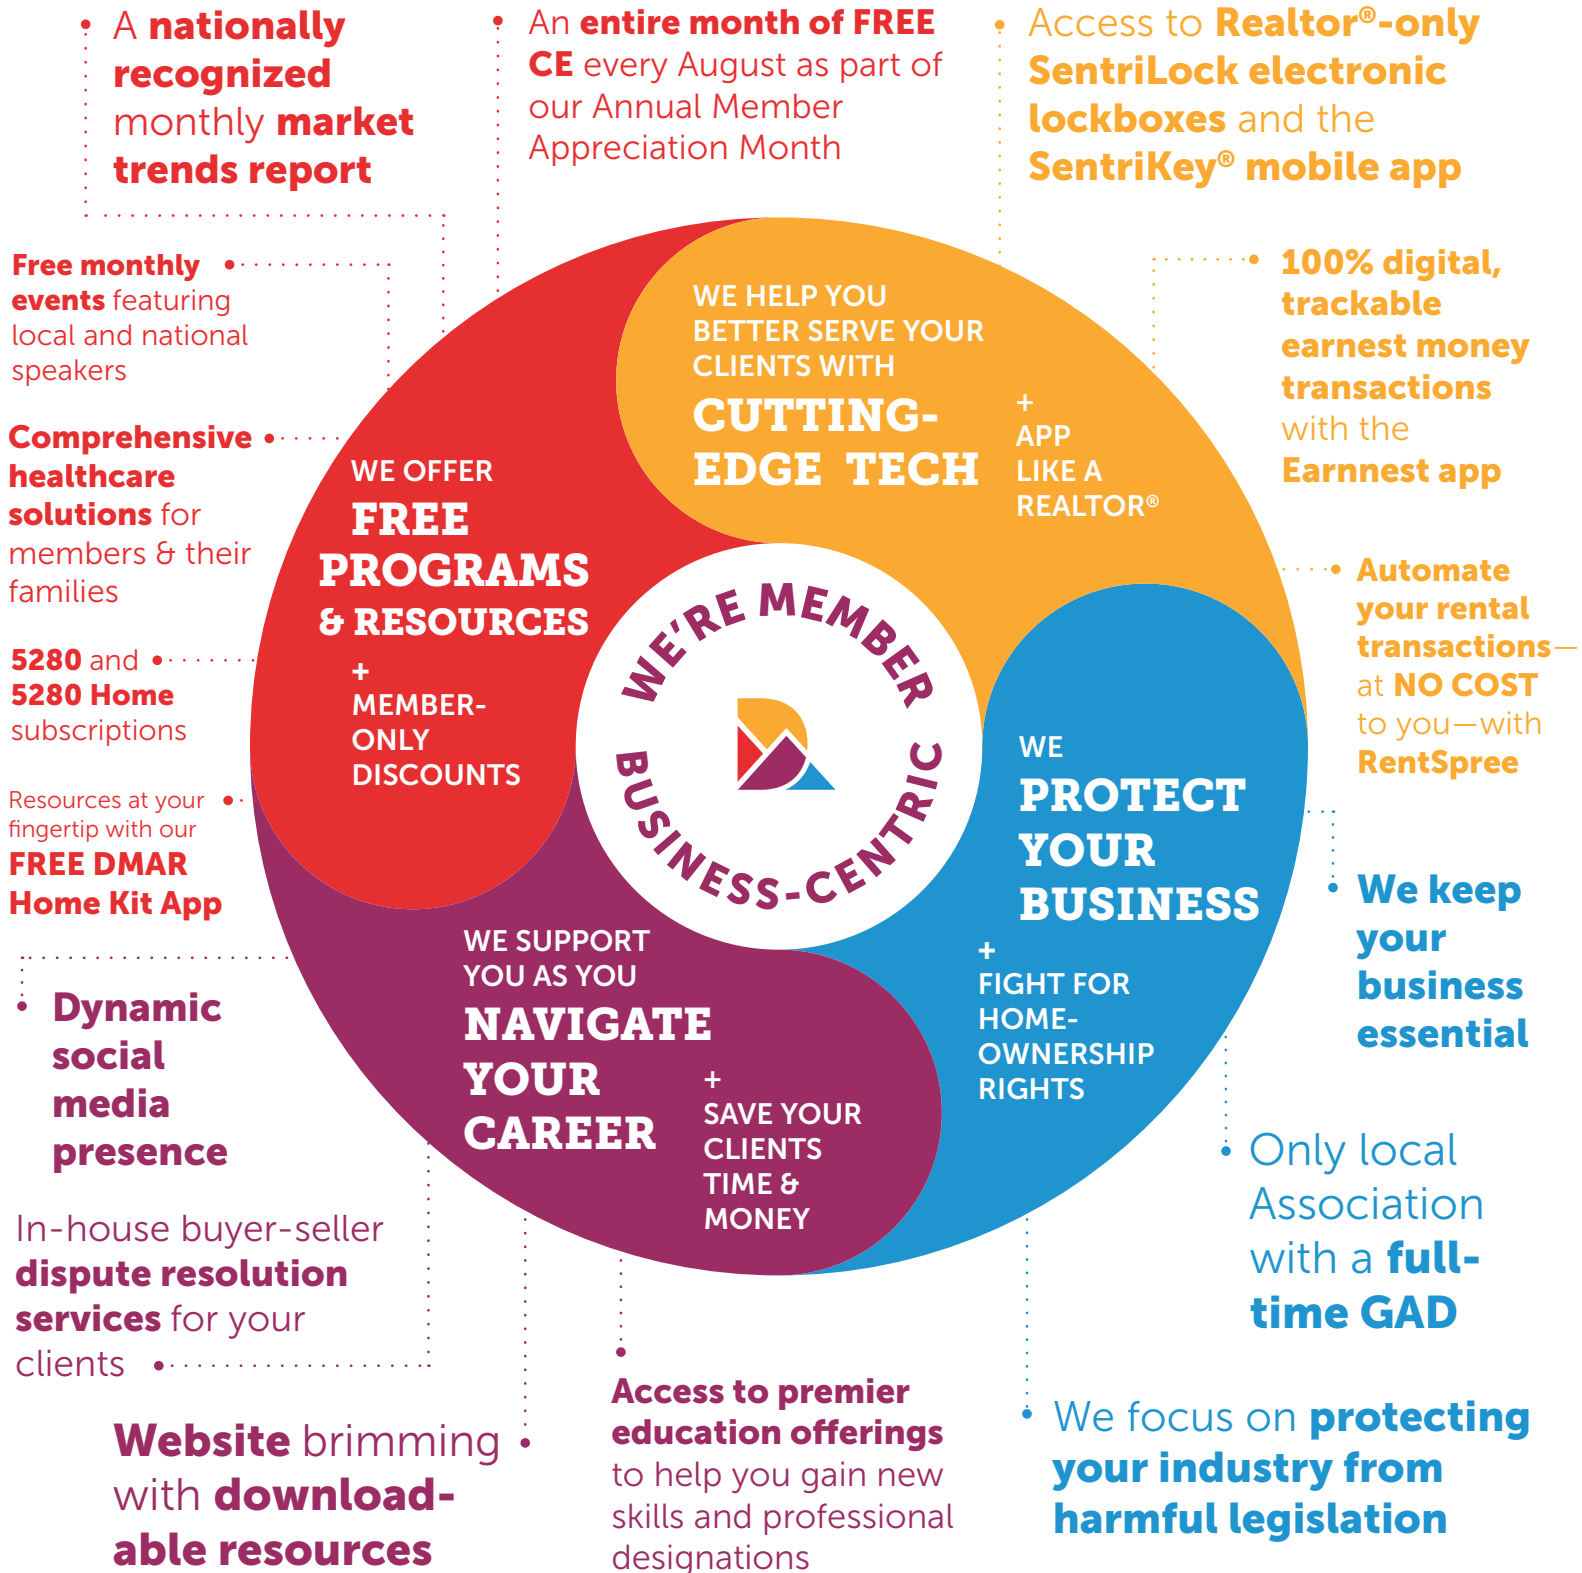 A nationally
recognized
monthly market
trends report
An entire month of FREE
CE every August as part of
our Annual Member
Appreciation Month
Access to Realtor®-only
SentriLock electronic
lockboxes and the
SentriKey® mobile app
Free monthly
events featuring
local and national
speakers
Comprehensive
healthcare
solutions for
members & their
families
5280 and
5280 Home
subscriptions
Resources at your
fingertip with our
FREE DMAR
Home Kit App
WE OFFER
FREE
PROGRAMS
& RESOURCES
+
MEMBER-
ONLY
DISCOUNTS
WE HELP YOU
BETTER SERVE YOUR
CLIENTS WITH
CUTTING-
EDGE TECH
+
APP
LIKE A
REALTOR®
100% digital,
trackable
earnest money
transactions
with the
Earnnest app
Automate
your rental
transactions—
at NO COST
to you—with
RentSpree
WE'RE MEMBER
BUSINESS-CENTRIC
WE
PROTECT
YOUR
BUSINESS
+
FIGHT FOR
HOME-
OWNERSHIP
RIGHTS
We keep
your
business
essential
Only local
Association
with a full-
time GAD
We focus on protecting
your industry from
harmful legislation
WE SUPPORT
YOU AS YOU
NAVIGATE
YOUR
CAREER
+
SAVE YOUR
CLIENTS
TIME &
MONEY
Dynamic
social
media
presence
In-house buyer-seller
dispute resolution
services for your
clients
Website brimming
with download-
able resources
Access to premier
education offerings
to help you gain new
skills and professional
designations